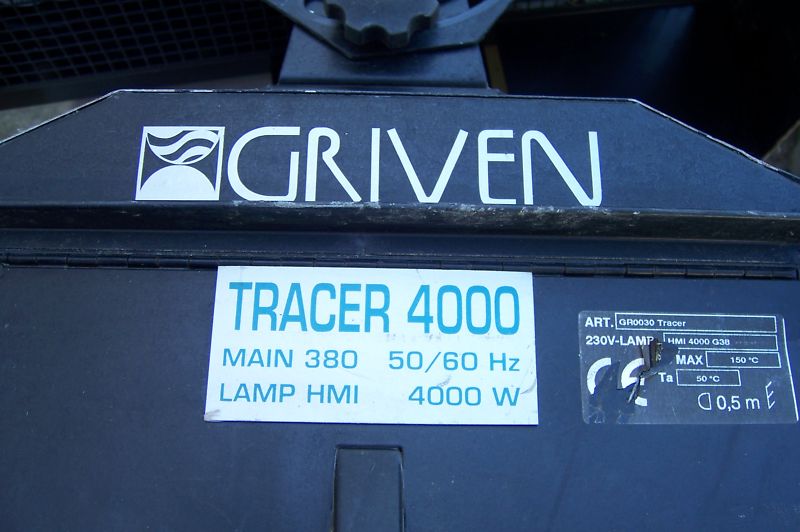 GRIVEN
TRACER 4000
MAIN 380 50/60 Hz
LAMP HMI 4000 W
ART. GR0030 Tracer
230V-LAMP HMI 4000 G38
MAX 150 °C
CE Ta 50 °C
0,5 m